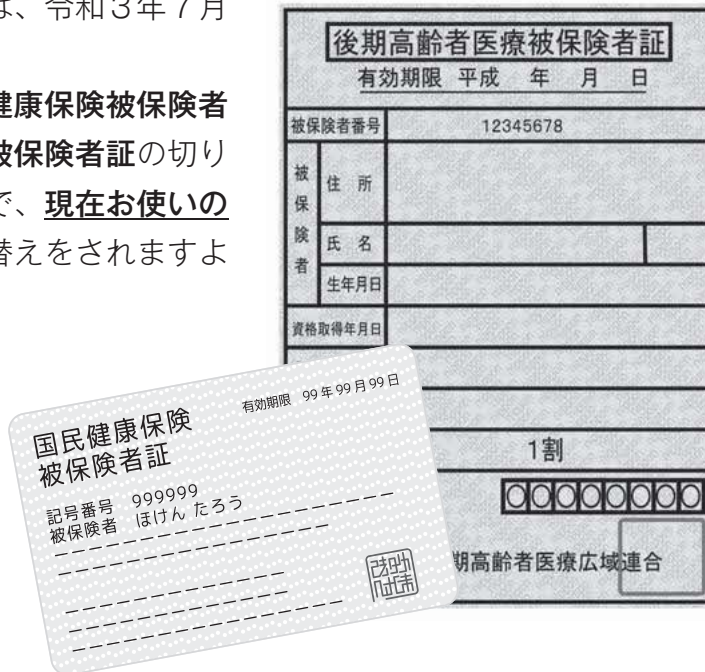 は、令和３年７月
健康保険被保険者
被保険者証の切り
で、現在お使いの
替えをされますよ
後期高齢者医療被保険者証
有効期限 平成 年 月 日
被保険者番号 12345678
被保険者
住 所
氏 名
生年月日
資格取得年月日
1割
期高齢者医療広域連合
国民健康保険
被保険者証
有効期限 99年99月99日
記号番号 999999
被保険者 ほけん たろう